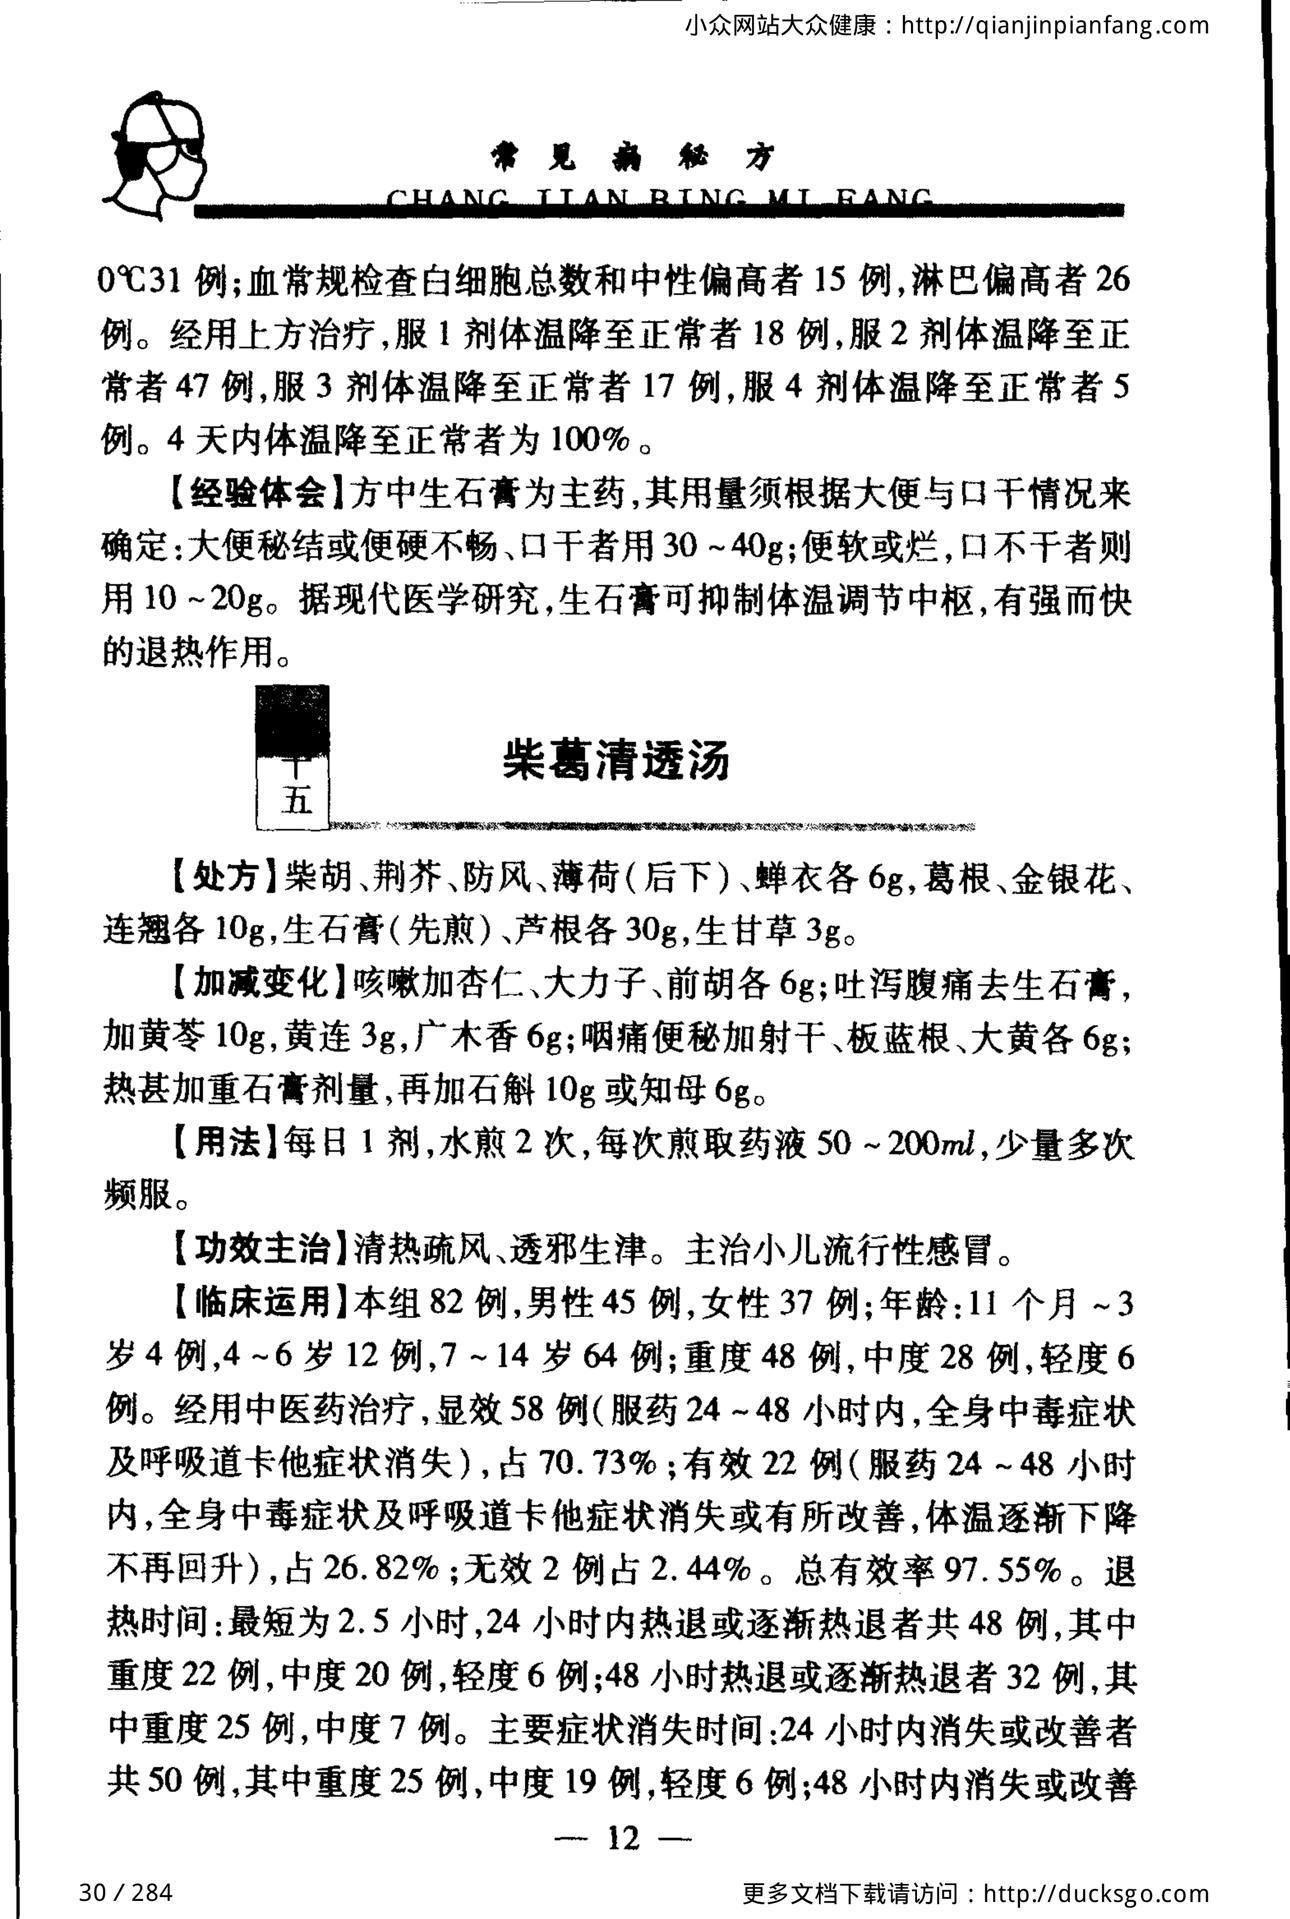 小众网站大众健康：http://qianjinpianfang.com
常见病秘方
CHANG JIAN BING MI FANG
0℃31 例；血常规检查白细胞总数和中性偏高者 15 例，淋巴偏高者 26
例。经用上方治疗，服 1 剂体温降至正常者 18 例，服 2 剂体温降至正
常者 47 例，服 3 剂体温降至正常者 17 例，服 4 剂体温降至正常者 5
例。4 天内体温降至正常者为 100%。
【经验体会】方中生石膏为主药，其用量须根据大便与口干情况来
确定：大便秘结或便硬不畅、口干者用 30 ~ 40g；便软或烂，口不干者则
用 10 ~ 20g。据现代医学研究，生石膏可抑制体温调节中枢，有强而快
的退热作用。
十五
柴葛清透汤
【处方】柴胡、荆芥、防风、薄荷（后下）、蝉衣各 6g，葛根、金银花、
连翘各 10g，生石膏（先煎）、芦根各 30g，生甘草 3g。
【加减变化】咳嗽加杏仁、大力子、前胡各 6g；吐泻腹痛去生石膏，
加黄芩 10g，黄连 3g，广木香 6g；咽痛便秘加射干、板蓝根、大黄各 6g；
热甚加重石膏剂量，再加石斛 10g 或知母 6g。
【用法】每日 1 剂，水煎 2 次，每次煎取药液 50 ~ 200ml，少量多次
频服。
【功效主治】清热疏风、透邪生津。主治小儿流行性感冒。
【临床运用】本组 82 例，男性 45 例，女性 37 例；年龄：11 个月 ~ 3
岁 4 例，4 ~ 6 岁 12 例，7 ~ 14 岁 64 例；重度 48 例，中度 28 例，轻度 6
例。经用中医药治疗，显效 58 例（服药 24 ~ 48 小时内，全身中毒症状
及呼吸道卡他症状消失），占 70.73%；有效 22 例（服药 24 ~ 48 小时
内，全身中毒症状及呼吸道卡他症状消失或有所改善，体温逐渐下降
不再回升），占 26.82%；无效 2 例占 2.44%。总有效率 97.55%。退
热时间：最短为 2.5 小时，24 小时内热退或逐渐热退者共 48 例，其中
重度 22 例，中度 20 例，轻度 6 例；48 小时热退或逐渐热退者 32 例，其
中重度 25 例，中度 7 例。主要症状消失时间：24 小时内消失或改善者
共 50 例，其中重度 25 例，中度 19 例，轻度 6 例；48 小时内消失或改善
— 12 —
30 / 284
更多文档下载请访问：http://ducksgo.com